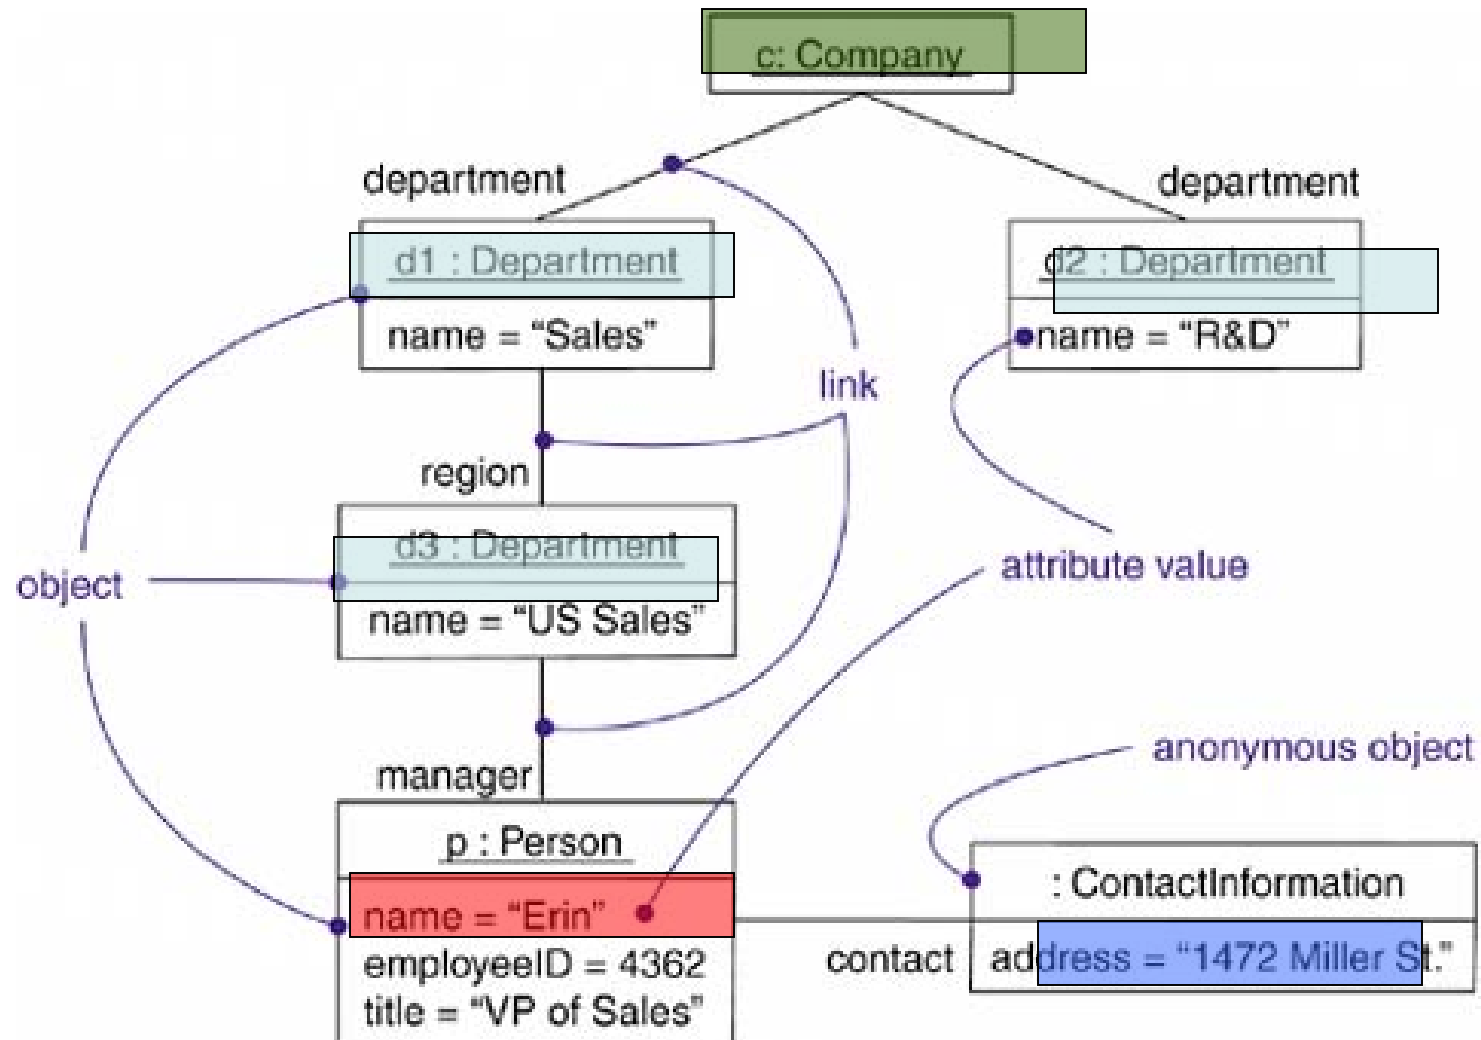 c: Company
department
department
d1 : Department
d2 : Department
name = “Sales”
name = “R&D”
link
region
d3 : Department
attribute value
object
name = “US Sales”
anonymous object
manager
p : Person
: ContactInformation
name = “Erin”
contact
address = “1472 Miller St.”
employeeID = 4362
title = “VP of Sales”